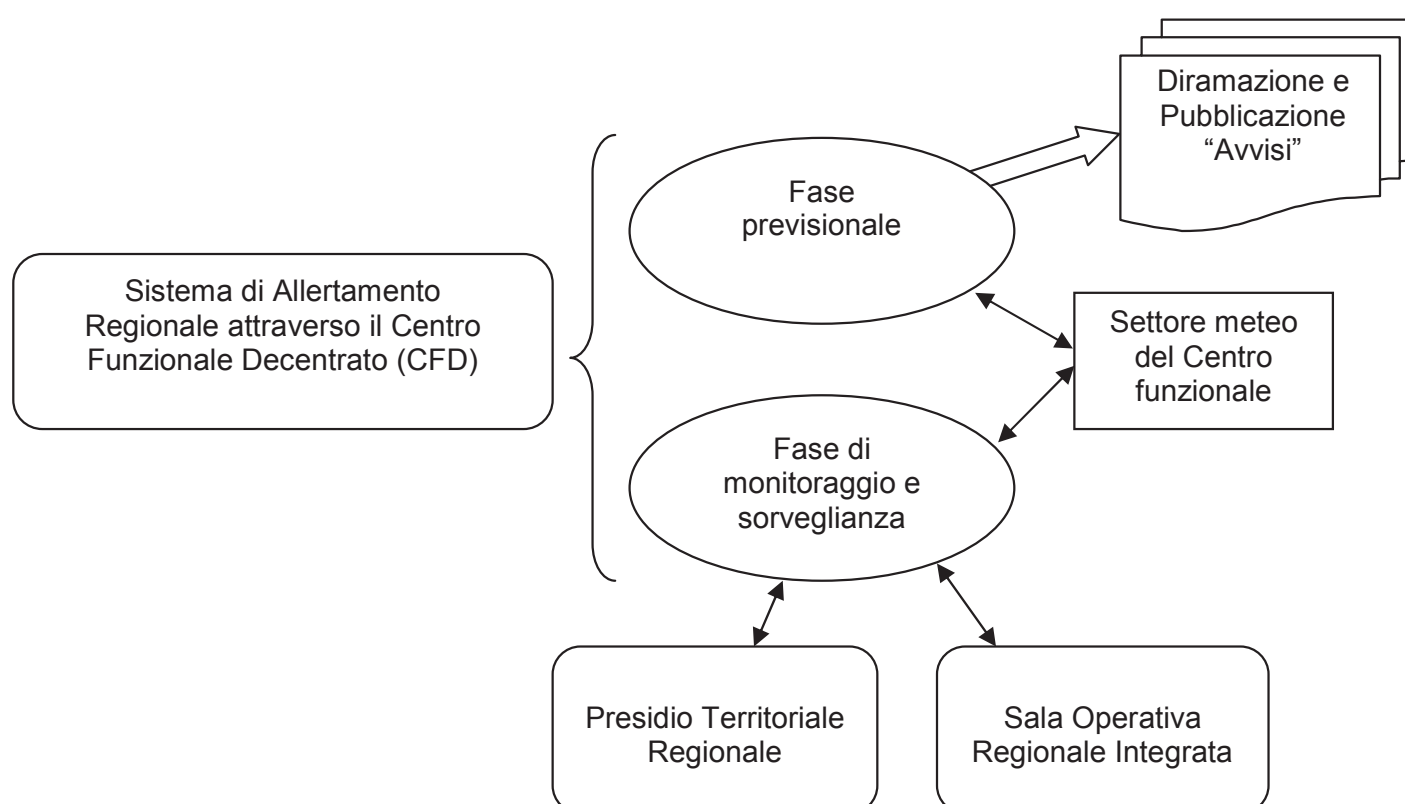 Diramazione e
Pubblicazione
“Avvisi”
Fase
previsionale
Sistema di Allertamento
Regionale attraverso il Centro
Funzionale Decentrato (CFD)
Settore meteo
del Centro
funzionale
Fase di
monitoraggio e
sorveglianza
Presidio Territoriale
Regionale
Sala Operativa
Regionale Integrata